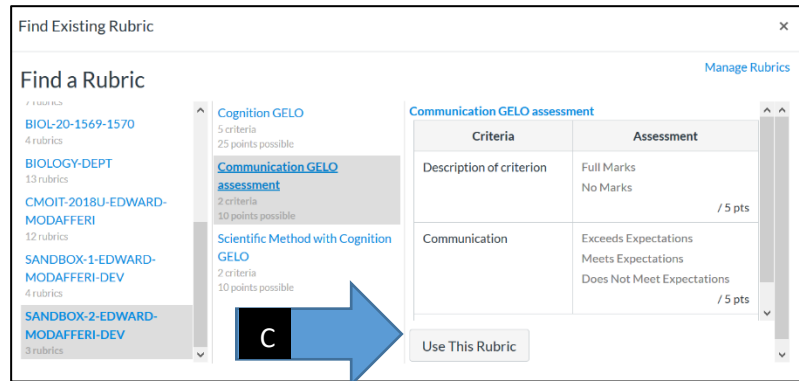 Find Existing Rubric ×
Find a Rubric
Manage Rubrics
7 rubrics
BIOL-20-1569-1570
4 rubrics
BIOLOGY-DEPT
13 rubrics
CMOIT-2018U-EDWARD-
MODAFFERI
12 rubrics
SANDBOX-1-EDWARD-
MODAFFERI-DEV
4 rubrics
SANDBOX-2-EDWARD-
MODAFFERI-DEV
3 rubrics
Cognition GELO
5 criteria
25 points possible
Communication GELO
assessment
2 criteria
10 points possible
Scientific Method with Cognition
GELO
2 criteria
10 points possible
Communication GELO assessment
Criteria Assessment
Description of criterion Full Marks
No Marks
/ 5 pts
Communication Exceeds Expectations
Meets Expectations
Does Not Meet Expectations
/ 5 pts
C
Use This Rubric